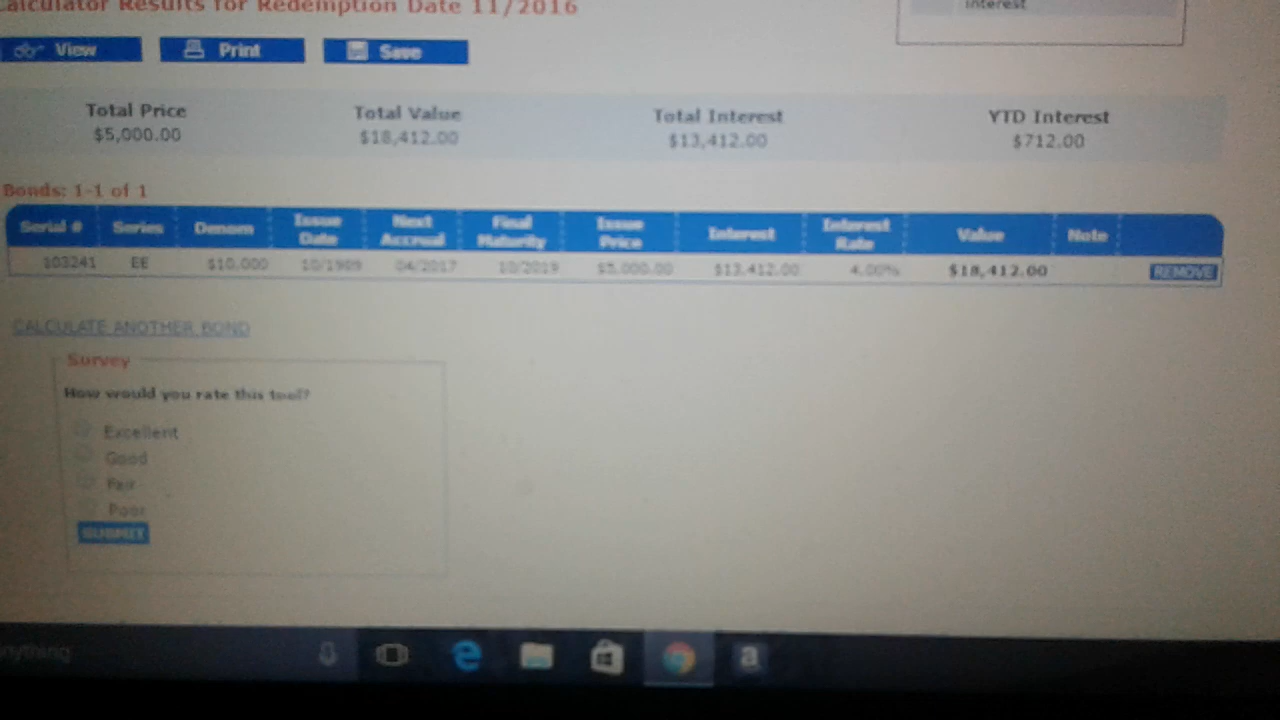 Calculator Results for Redemption Date 11/2016
interest
View Print Save
Total Price Total Value Total Interest YTD Interest
$5,000.00 $18,412.00 $13,412.00 $712.00
Bonds: 1-1 of 1
Serial # Series Denom Issue Date Next Accrual Final Maturity Issue Price Interest Interest Rate Value Note
103241 EE $10,000 10/1989 04/2017 10/2019 $5,000.00 $13,412.00 4.00% $18,412.00 REMOVE
CALCULATE ANOTHER BOND
Survey
How would you rate this tool?
Excellent
Good
Fair
Poor
SUBMIT
nything
a